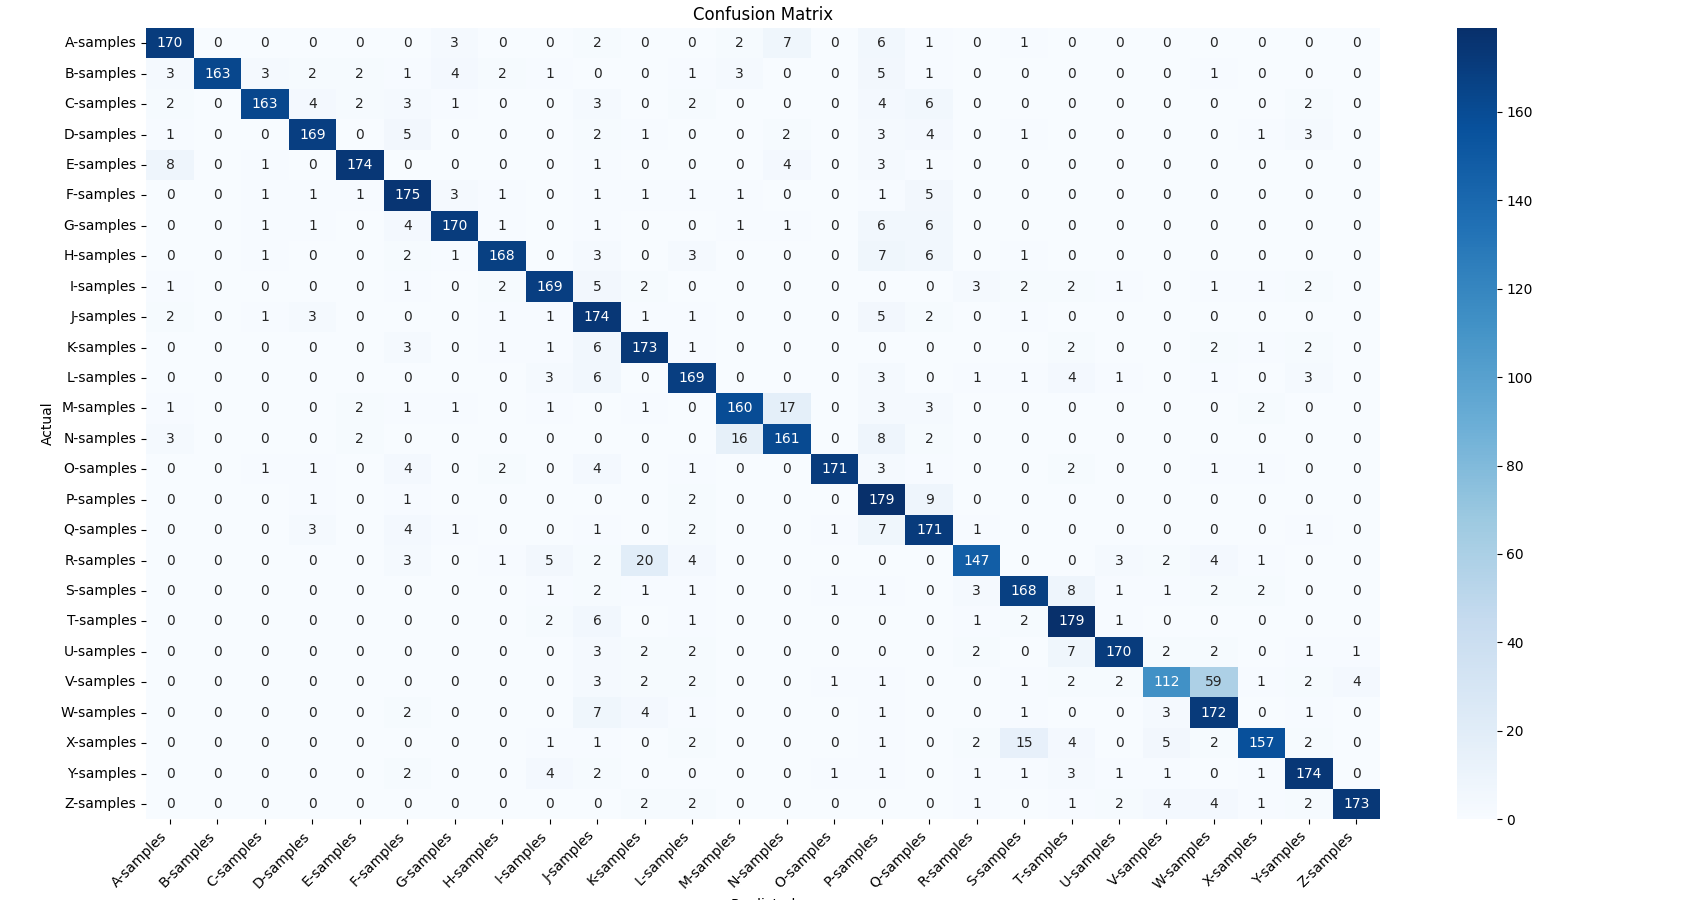 Confusion Matrix
A-samples 170 0 0 0 0 0 3 0 0 2 0 0 2 7 0 6 1 0 1 0 0 0 0 0 0 0
B-samples 3 163 3 2 2 1 4 2 1 0 0 1 3 0 0 5 1 0 0 0 0 0 1 0 0 0
C-samples 2 0 163 4 2 3 1 0 0 3 0 2 0 0 0 4 6 0 0 0 0 0 0 0 2 0
D-samples 1 0 0 169 0 5 0 0 0 2 1 0 0 2 0 3 4 0 1 0 0 0 0 1 3 0
E-samples 8 0 1 0 174 0 0 0 0 1 0 0 0 4 0 3 1 0 0 0 0 0 0 0 0 0
F-samples 0 0 1 1 1 175 3 1 0 1 1 1 1 0 0 1 5 0 0 0 0 0 0 0 0 0
G-samples 0 0 1 1 0 4 170 1 0 1 0 0 1 1 0 6 6 0 0 0 0 0 0 0 0 0
H-samples 0 0 1 0 0 2 1 168 0 3 0 3 0 0 0 7 6 0 1 0 0 0 0 0 0 0
I-samples 1 0 0 0 0 1 0 2 169 5 2 0 0 0 0 0 0 3 2 2 1 0 1 1 2 0
J-samples 2 0 1 3 0 0 0 1 1 174 1 1 0 0 0 5 2 0 1 0 0 0 0 0 0 0
K-samples 0 0 0 0 0 3 0 1 1 6 173 1 0 0 0 0 0 0 0 2 0 0 2 1 2 0
L-samples 0 0 0 0 0 0 0 0 3 6 0 169 0 0 0 3 0 1 1 4 1 0 1 0 3 0
M-samples 1 0 0 0 2 1 1 0 1 0 1 0 160 17 0 3 3 0 0 0 0 0 0 2 0 0
N-samples 3 0 0 0 2 0 0 0 0 0 0 0 16 161 0 8 2 0 0 0 0 0 0 0 0 0
O-samples 0 0 1 1 0 4 0 2 0 4 0 1 0 0 171 3 1 0 0 2 0 0 1 1 0 0
P-samples 0 0 0 1 0 1 0 0 0 0 0 2 0 0 0 179 9 0 0 0 0 0 0 0 0 0
Q-samples 0 0 0 3 0 4 1 0 0 1 0 2 0 0 1 7 171 1 0 0 0 0 0 0 1 0
R-samples 0 0 0 0 0 3 0 1 5 2 20 4 0 0 0 0 0 147 0 0 3 2 4 1 0 0
S-samples 0 0 0 0 0 0 0 0 1 2 1 1 0 0 1 1 0 3 168 8 1 1 2 2 0 0
T-samples 0 0 0 0 0 0 0 0 2 6 0 1 0 0 0 0 0 1 2 179 1 0 0 0 0 0
U-samples 0 0 0 0 0 0 0 0 0 3 2 2 0 0 0 0 0 2 0 7 170 2 2 0 1 1
V-samples 0 0 0 0 0 0 0 0 0 3 2 2 0 0 1 1 0 0 1 2 2 112 59 1 2 4
W-samples 0 0 0 0 0 2 0 0 0 7 4 1 0 0 0 1 0 0 1 0 0 3 172 0 1 0
X-samples 0 0 0 0 0 0 0 0 1 1 0 2 0 0 0 1 0 2 15 4 0 5 2 157 2 0
Y-samples 0 0 0 0 0 2 0 0 4 2 0 0 0 0 1 1 0 1 1 3 1 1 0 1 174 0
Z-samples 0 0 0 0 0 0 0 0 0 0 2 2 0 0 0 0 0 1 0 1 2 4 4 1 2 173
Actual
A-samples B-samples C-samples D-samples E-samples F-samples G-samples H-samples I-samples J-samples K-samples L-samples M-samples N-samples O-samples P-samples Q-samples R-samples S-samples T-samples U-samples V-samples W-samples X-samples Y-samples Z-samples
160
140
120
100
80
60
40
20
0